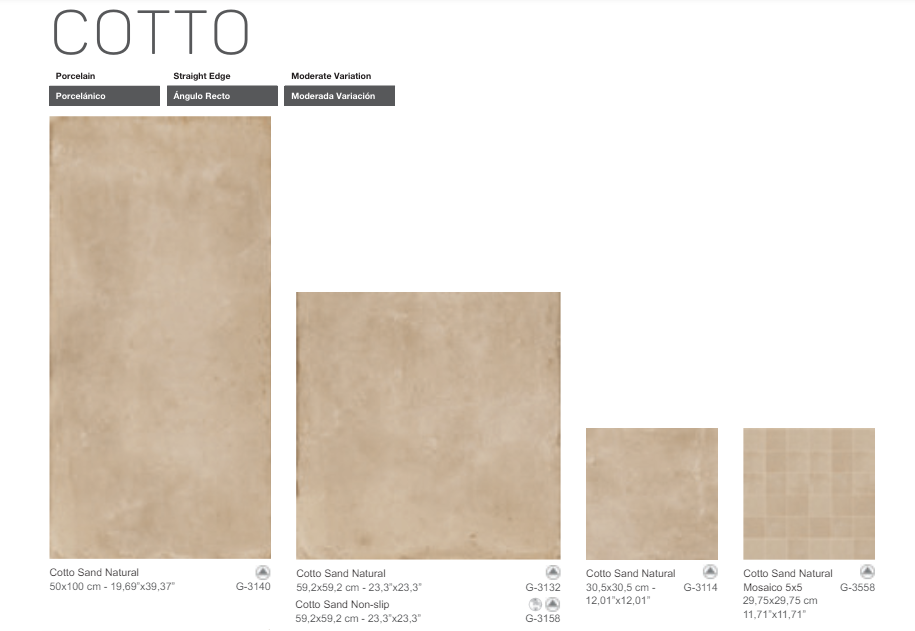 COTTO
Porcelain
Porcelánico
Straight Edge
Ángulo Recto
Moderate Variation
Moderada Variación
Cotto Sand Natural
50x100 cm - 19,69”x39,37” G-3140
Cotto Sand Natural
59,2x59,2 cm - 23,3”x23,3” G-3132
Cotto Sand Non-slip
59,2x59,2 cm - 23,3”x23,3” G-3158
Cotto Sand Natural
30,5x30,5 cm - G-3114
12,01”x12,01”
Cotto Sand Natural
Mosaico 5x5 G-3558
29,75x29,75 cm
11,71”x11,71”